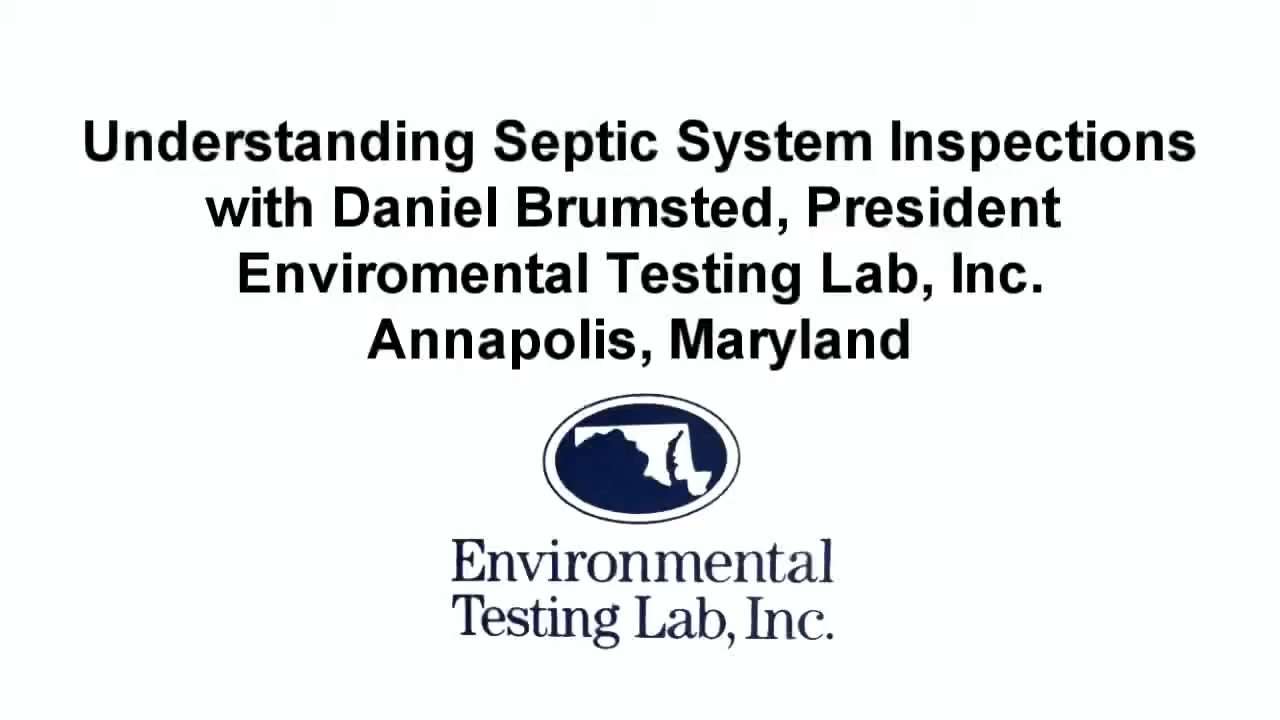 Understanding Septic System Inspections
with Daniel Brumsted, President
Enviromental Testing Lab, Inc.
Annapolis, Maryland
Environmental
Testing Lab, Inc.